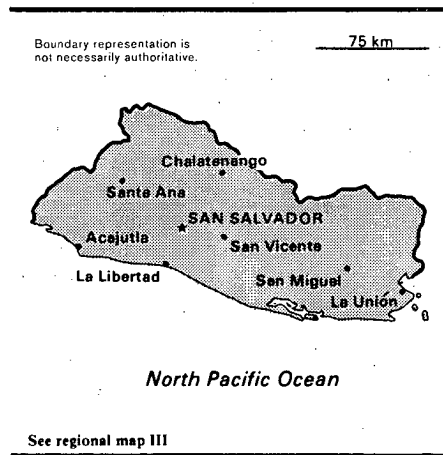 Boundary representation is
not necessarily authoritative.
75 km
Chalatenango
Santa Ana
SAN SALVADOR
Acajutla
San Vicente
La Libertad
San Miguel
La Unión
North Pacific Ocean
See regional map III